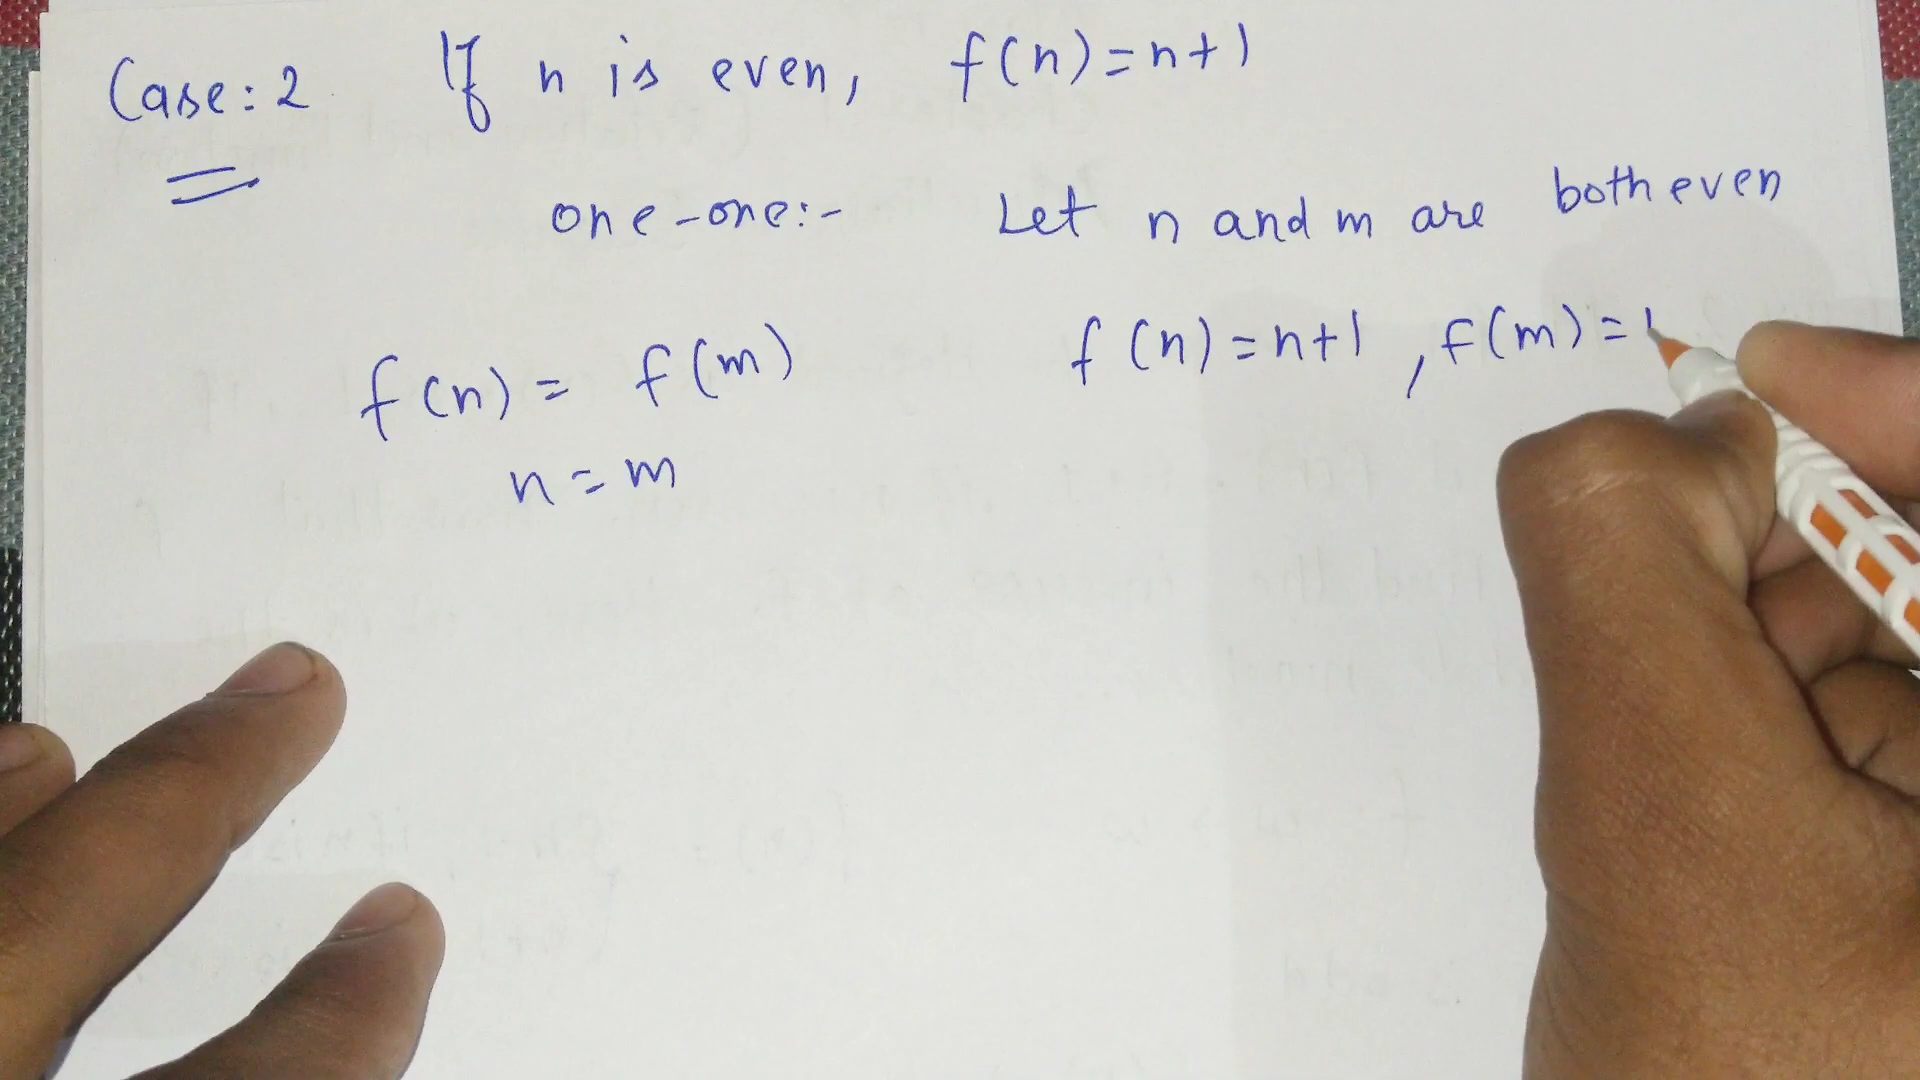 Case:2 If n is even, f(n)=n+1
one-one:- Let n and m are both even
f(n) = f(m) f(n)=n+1, f(m)=
n=m